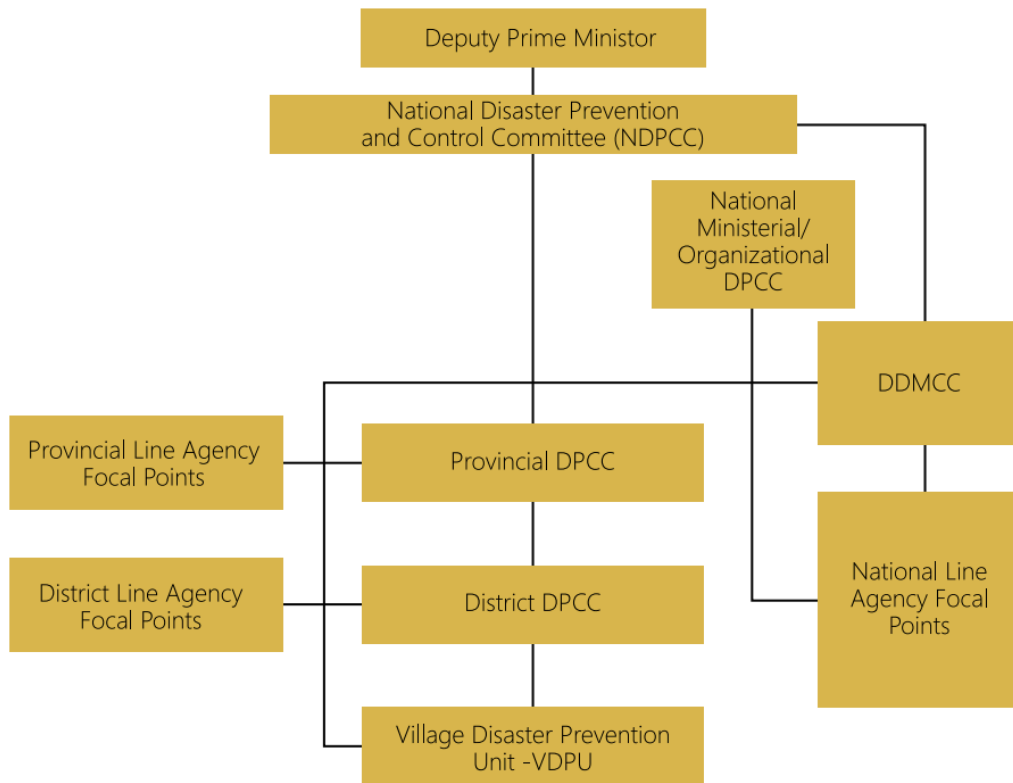 Deputy Prime Ministor
National Disaster Prevention
and Control Committee (NDPCC)
National
Ministerial/
Organizational
DPCC
DDMCC
Provincial Line Agency
Focal Points
Provincial DPCC
National Line
Agency Focal
Points
District Line Agency
Focal Points
District DPCC
Village Disaster Prevention
Unit -VDPU